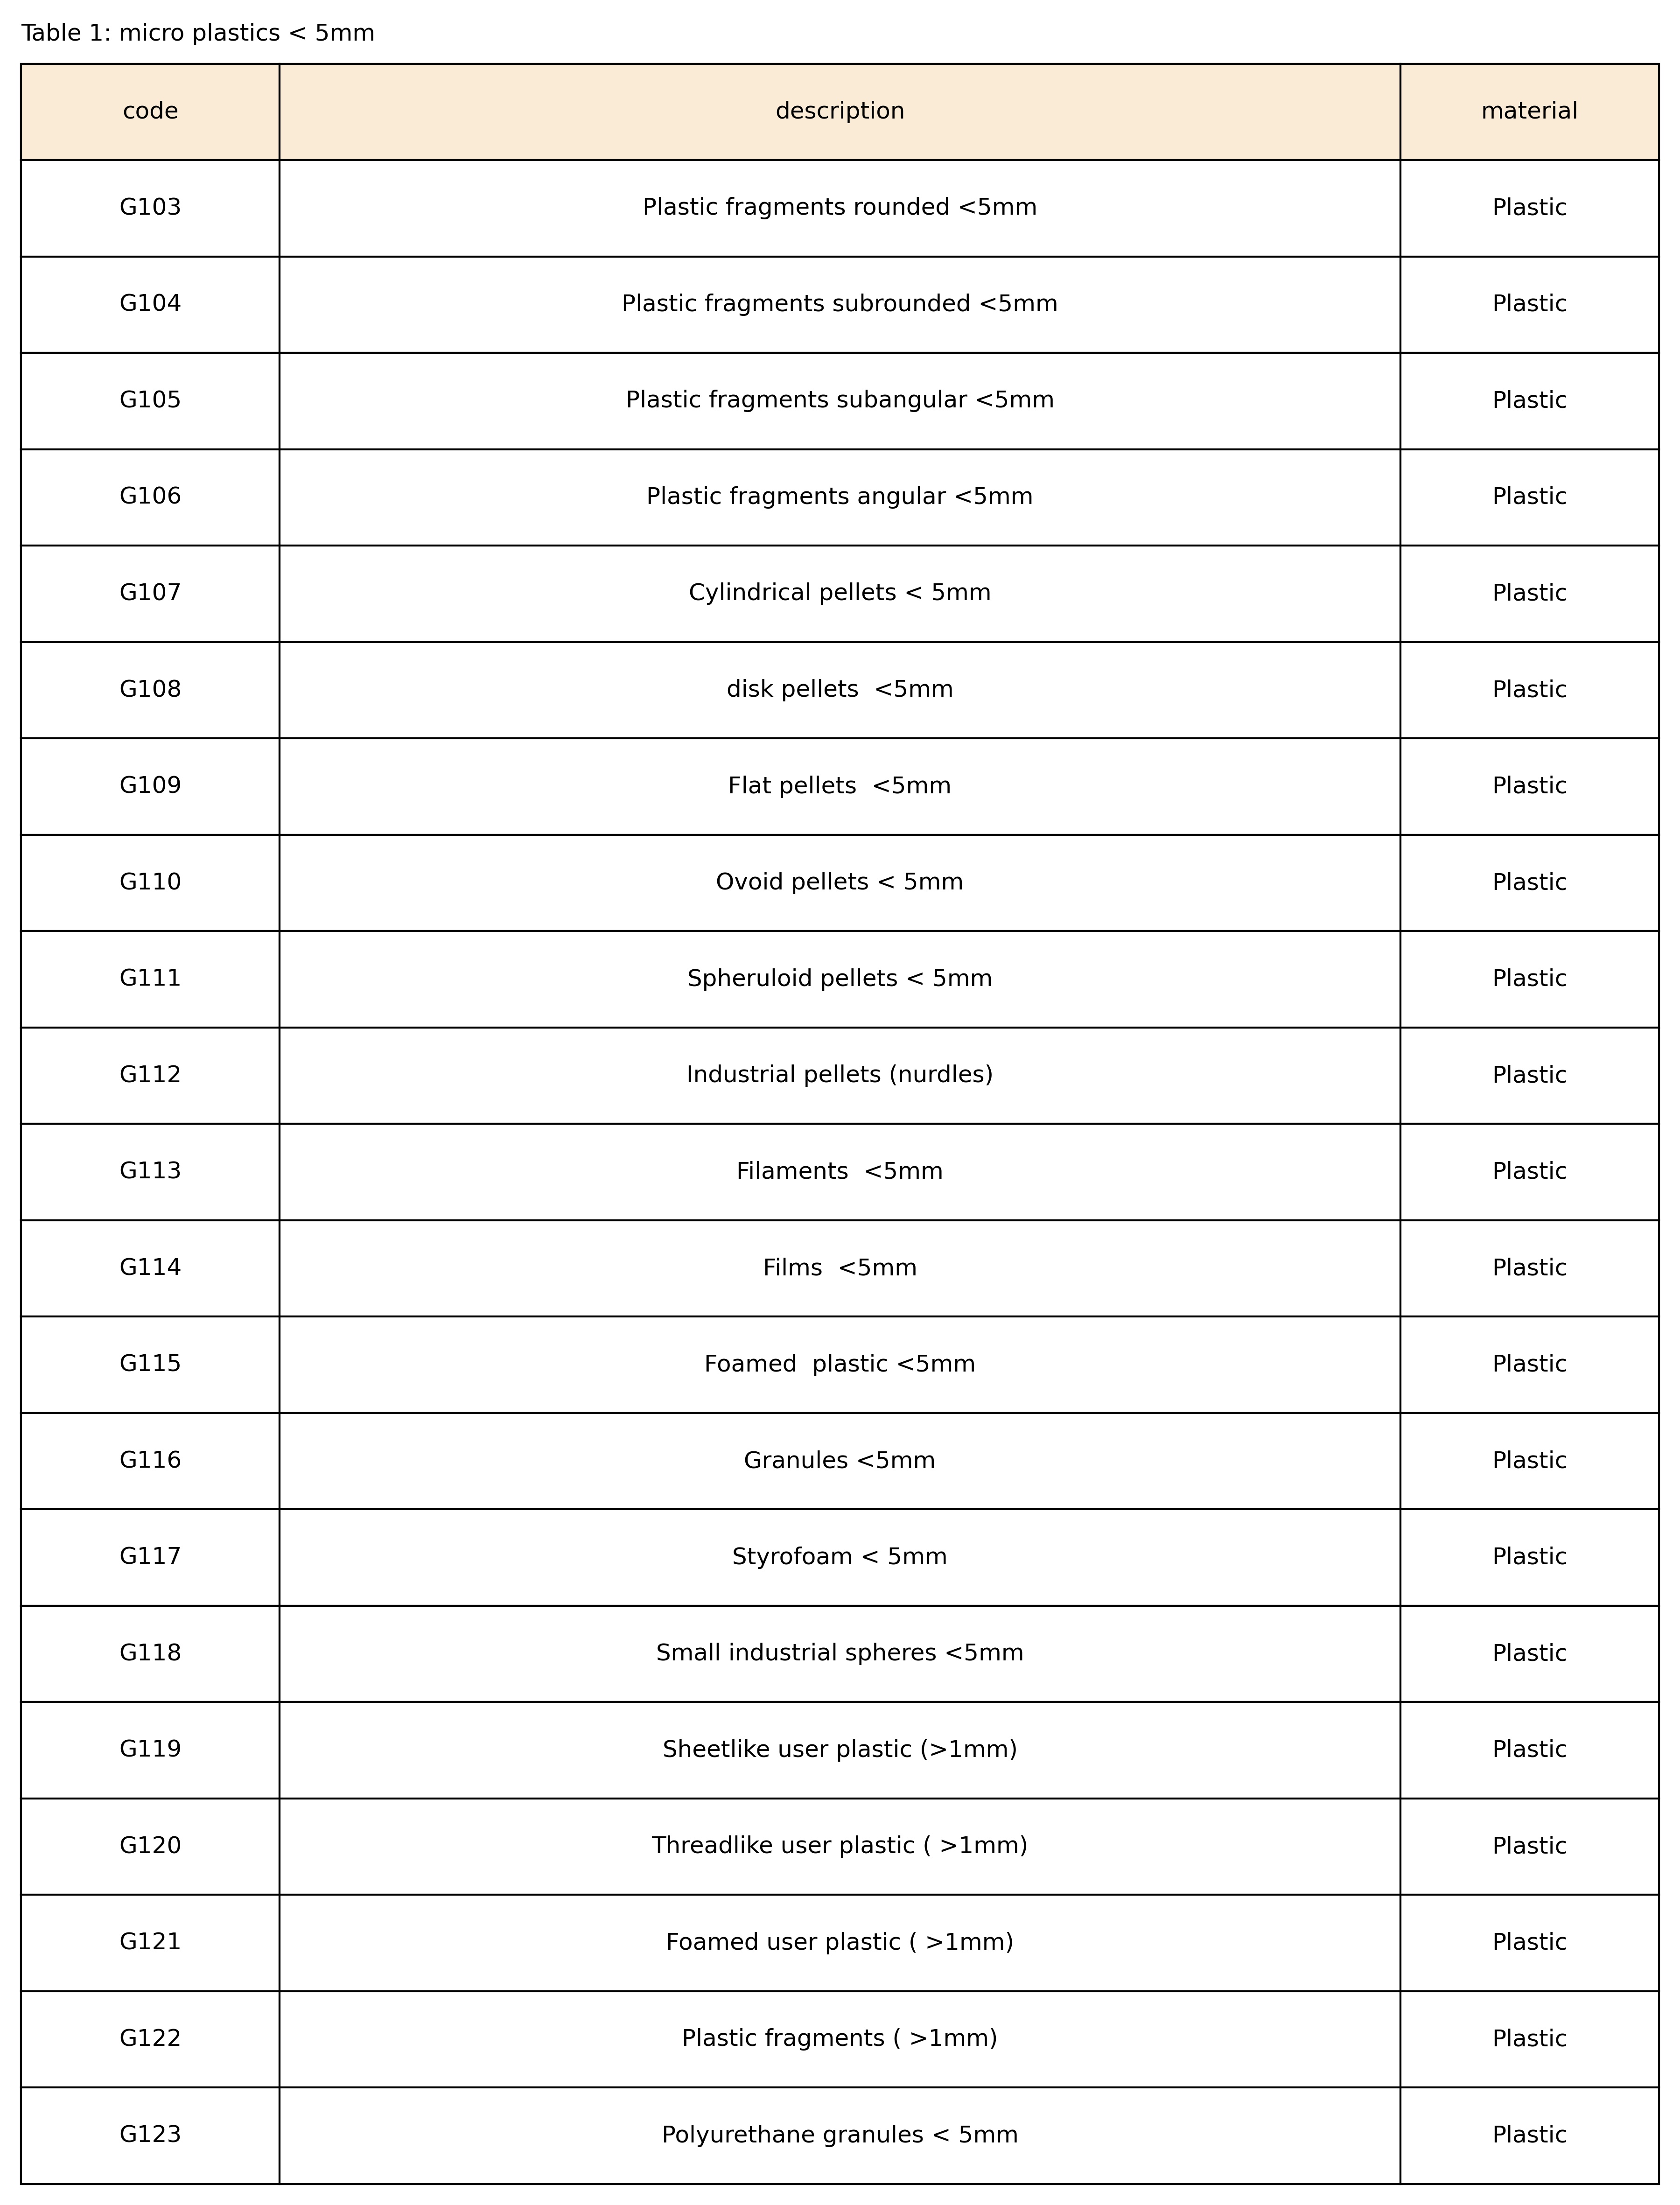 Table 1: micro plastics < 5mm
code description material
G103 Plastic fragments rounded <5mm Plastic
G104 Plastic fragments subrounded <5mm Plastic
G105 Plastic fragments subangular <5mm Plastic
G106 Plastic fragments angular <5mm Plastic
G107 Cylindrical pellets < 5mm Plastic
G108 disk pellets  <5mm Plastic
G109 Flat pellets  <5mm Plastic
G110 Ovoid pellets < 5mm Plastic
G111 Spheruloid pellets < 5mm Plastic
G112 Industrial pellets (nurdles) Plastic
G113 Filaments  <5mm Plastic
G114 Films  <5mm Plastic
G115 Foamed  plastic <5mm Plastic
G116 Granules <5mm Plastic
G117 Styrofoam < 5mm Plastic
G118 Small industrial spheres <5mm Plastic
G119 Sheetlike user plastic (>1mm) Plastic
G120 Threadlike user plastic ( >1mm) Plastic
G121 Foamed user plastic ( >1mm) Plastic
G122 Plastic fragments ( >1mm) Plastic
G123 Polyurethane granules < 5mm Plastic